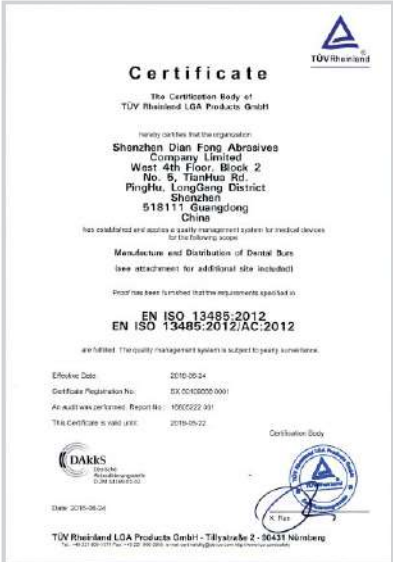 TÜVRheinland
®
Certificate
The Certification Body of
TÜV Rheinland LGA Products GmbH
hereby certifies that the organization
Shenzhen Dian Fong Abrasives
Company Limited
West 4th Floor, Block 2
No. 5, TianHua Rd.
PingHu, LongGang District
Shenzhen
518111 Guangdong
China
has established and applies a quality management system for medical devices
for the following scope
Manufacture and Distribution of Dental Burs
(see attachment for additional site included)
Proof has been furnished that the requirements specified in
EN ISO 13485:2012
EN ISO 13485:2012/AC:2012
are fulfilled. The quality management system is subject to yearly surveillance.
Effective Date:
Certificate Registration No.:
An audit was performed. Report No.:
This Certificate is valid until:
Certification Body
DAkkS
Deutsche
Akkreditierungsstelle
Date
TÜV Rheinland LGA Products GmbH - Tillystraße 2 - 90431 Nürnberg